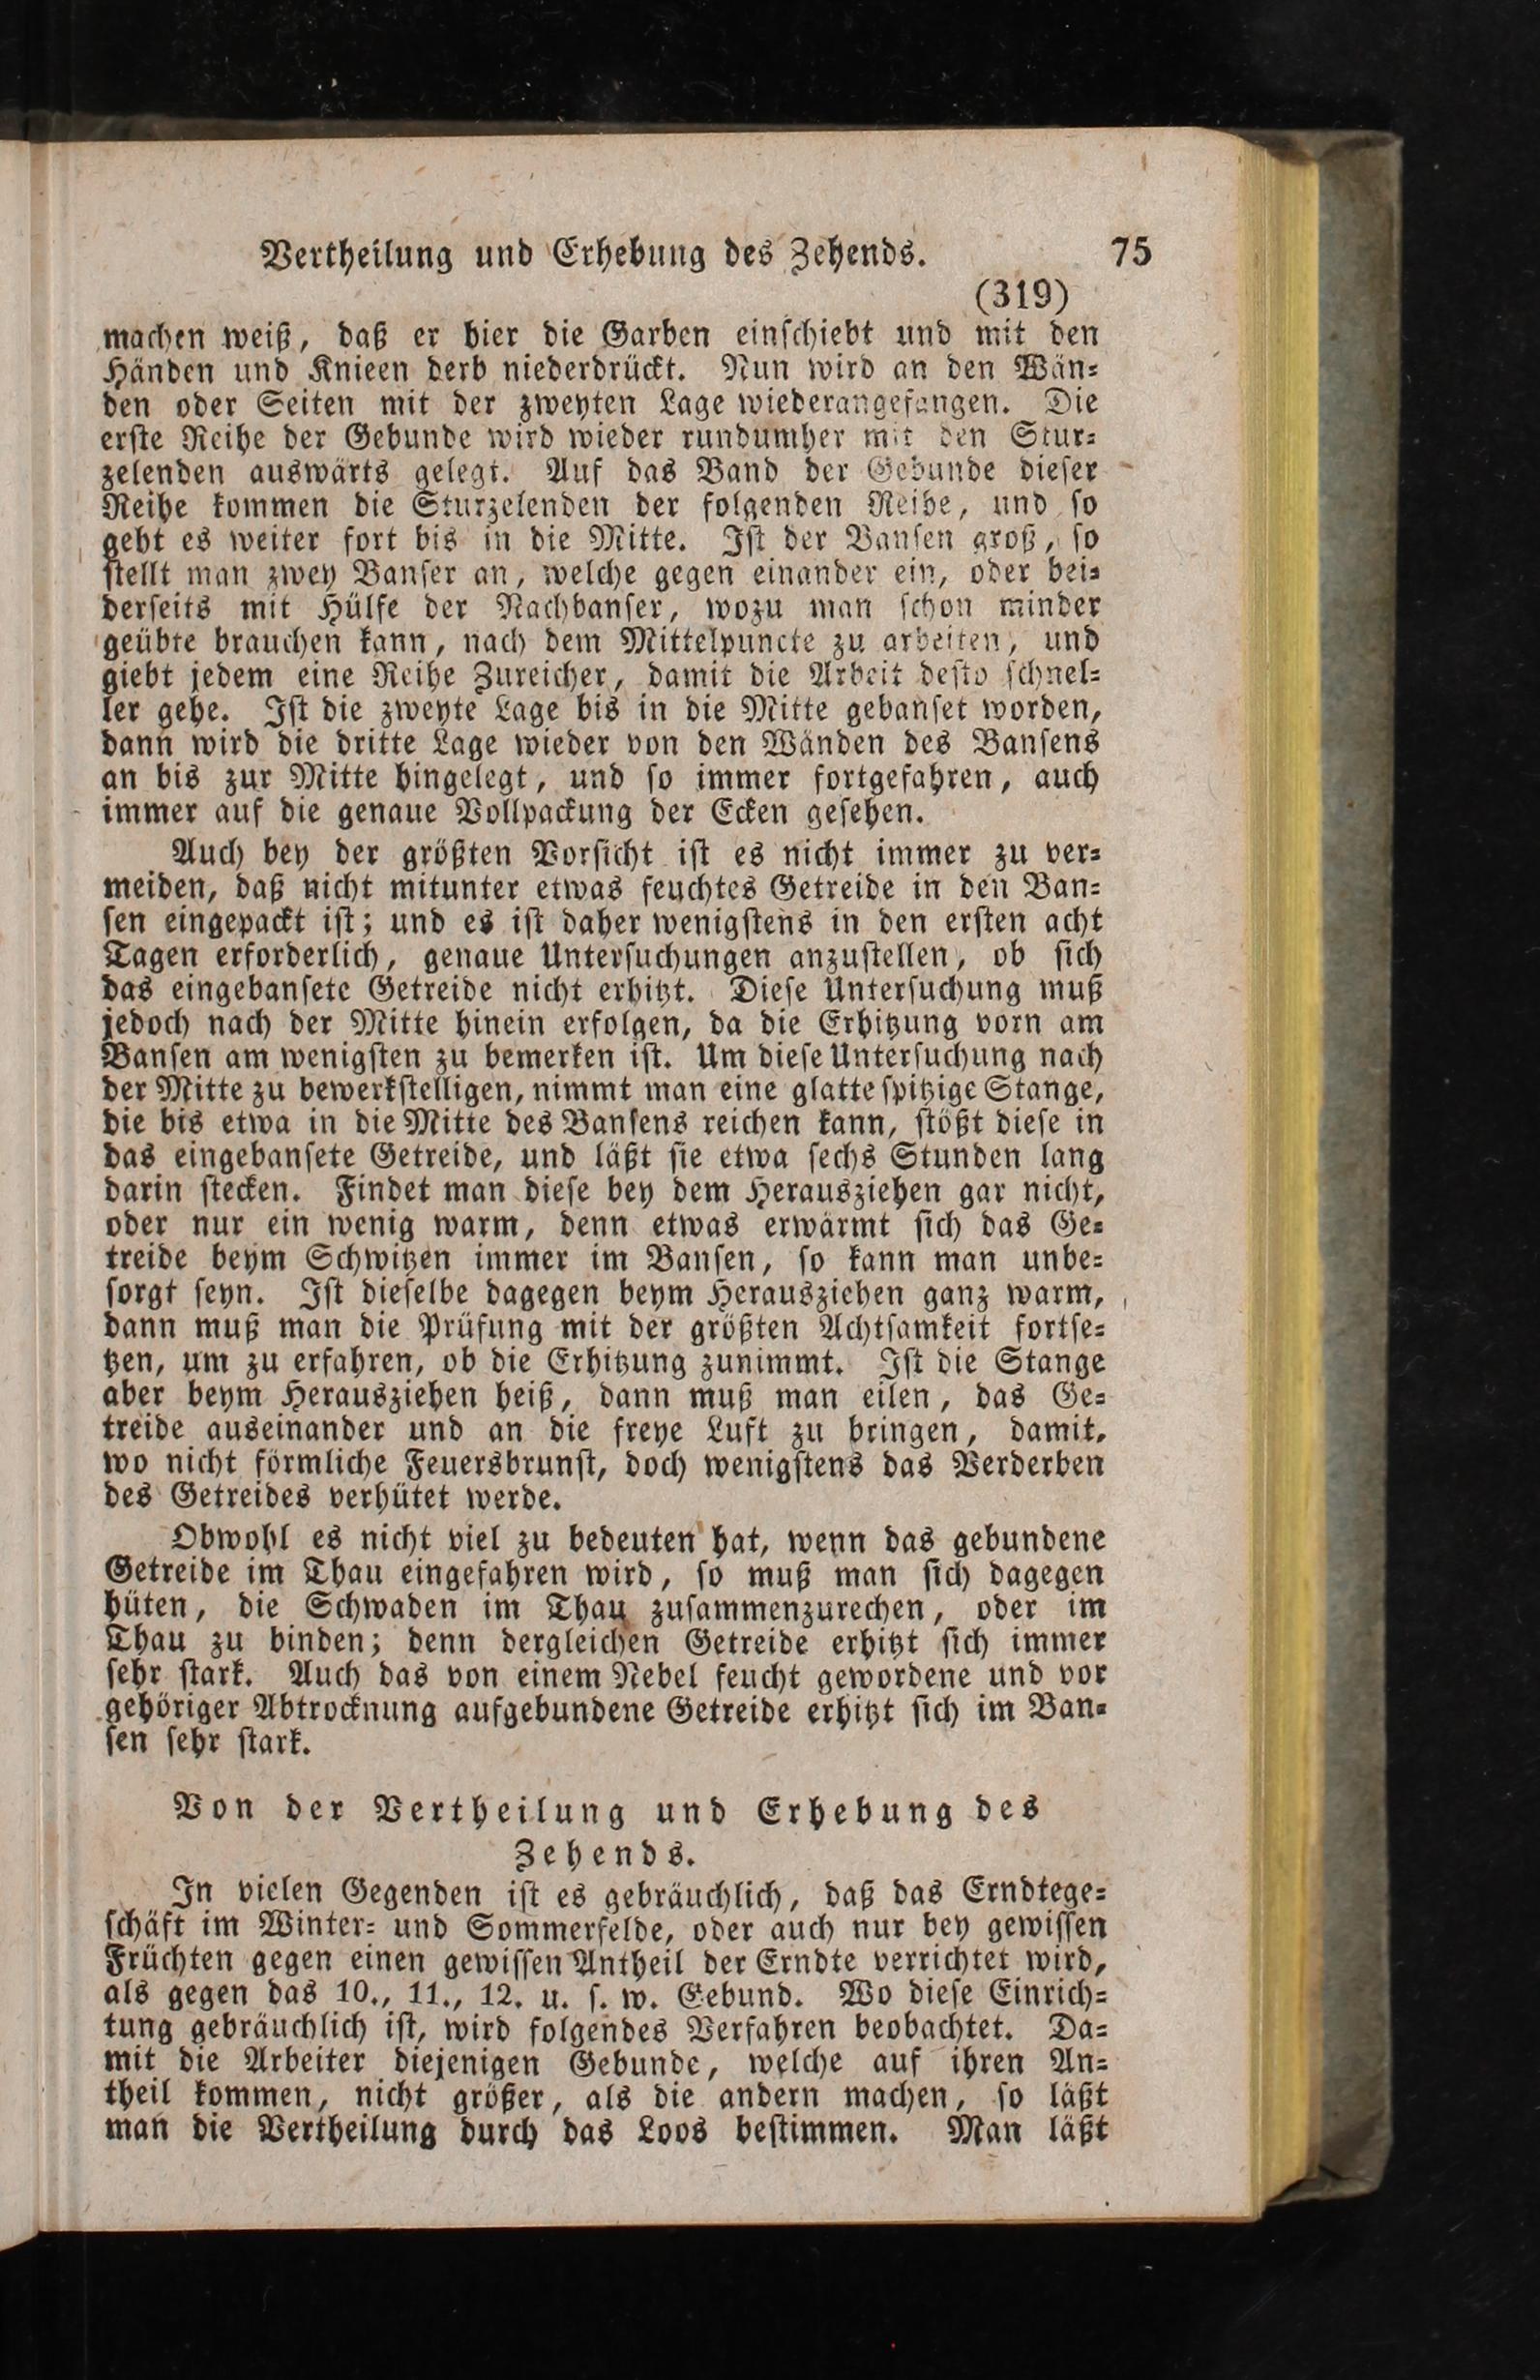 Vertheilung und Erhebung des Zehends. 75
(319)
machen weiß, daß er hier die Garben einschiebt und mit den
Händen und Knieen derb niederdrückt. Nun wird an den Wän-
den oder Seiten mit der zweyten Lage wiederangefangen. Die
erste Reihe der Gebunde wird wieder rundumher mit den Stur-
zelenden auswärts gelegt. Auf das Band der Gebunde dieser
Reihe kommen die Sturzelenden der folgenden Reihe, und so
geht es weiter fort bis in die Mitte. Ist der Bansen groß, so
stellt man zwey Banser an, welche gegen einander ein, oder bei-
derseits mit Hülfe der Nachbanser, wozu man schon minder
geübte brauchen kann, nach dem Mittelpuncte zu arbeiten, und
giebt jedem eine Reihe Zureicher, damit die Arbeit desto schnel-
ler gehe. Ist die zweyte Lage bis in die Mitte gebanset worden,
dann wird die dritte Lage wieder von den Wänden des Bansens
an bis zur Mitte hingelegt, und so immer fortgefahren, auch
immer auf die genaue Vollpackung der Ecken gesehen.
Auch bey der größten Vorsicht ist es nicht immer zu ver-
meiden, daß nicht mitunter etwas feuchtes Getreide in den Ban-
sen eingepackt ist; und es ist daher wenigstens in den ersten acht
Tagen erforderlich, genaue Untersuchungen anzustellen, ob sich
das eingebansete Getreide nicht erhitzt. Diese Untersuchung muß
jedoch nach der Mitte hinein erfolgen, da die Erhitzung vorn am
Bansen am wenigsten zu bemerken ist. Um diese Untersuchung nach
der Mitte zu bewerkstelligen, nimmt man eine glatte spitzige Stange,
die bis etwa in die Mitte des Bansens reichen kann, stößt diese in
das eingebansete Getreide, und läßt sie etwa sechs Stunden lang
darin stecken. Findet man diese bey dem Herausziehen gar nicht,
oder nur ein wenig warm, denn etwas erwärmt sich das Ge-
treide beym Schwitzen immer im Bansen, so kann man unbe-
sorgt seyn. Ist dieselbe dagegen beym Herausziehen ganz warm,
dann muß man die Prüfung mit der größten Achtsamkeit fortse-
tzen, um zu erfahren, ob die Erhitzung zunimmt. Ist die Stange
aber beym Herausziehen heiß, dann muß man eilen, das Ge-
treide auseinander und an die freye Luft zu bringen, damit,
wo nicht förmliche Feuersbrunst, doch wenigstens das Verderben
des Getreides verhütet werde.
Obwohl es nicht viel zu bedeuten hat, wenn das gebundene
Getreide im Thau eingefahren wird, so muß man sich dagegen
hüten, die Schwaden im Thau zusammenzurechen, oder im
Thau zu binden; denn dergleichen Getreide erhitzt sich immer
sehr stark. Auch das von einem Nebel feucht gewordene und vor
gehöriger Abtrocknung aufgebundene Getreide erhitzt sich im Ban-
sen sehr stark.
Von der Vertheilung und Erhebung des
Zehends.
In vielen Gegenden ist es gebräuchlich, daß das Erndtege-
schäft im Winter- und Sommerfelde, oder auch nur bey gewissen
Früchten gegen einen gewissen Antheil der Erndte verrichtet wird,
als gegen das 10., 11., 12. u. s. w. Gebund. Wo diese Einrich-
tung gebräuchlich ist, wird folgendes Verfahren beobachtet. Da-
mit die Arbeiter diejenigen Gebunde, welche auf ihren An-
theil kommen, nicht größer, als die andern machen, so läßt
man die Vertheilung durch das Loos bestimmen. Man läßt